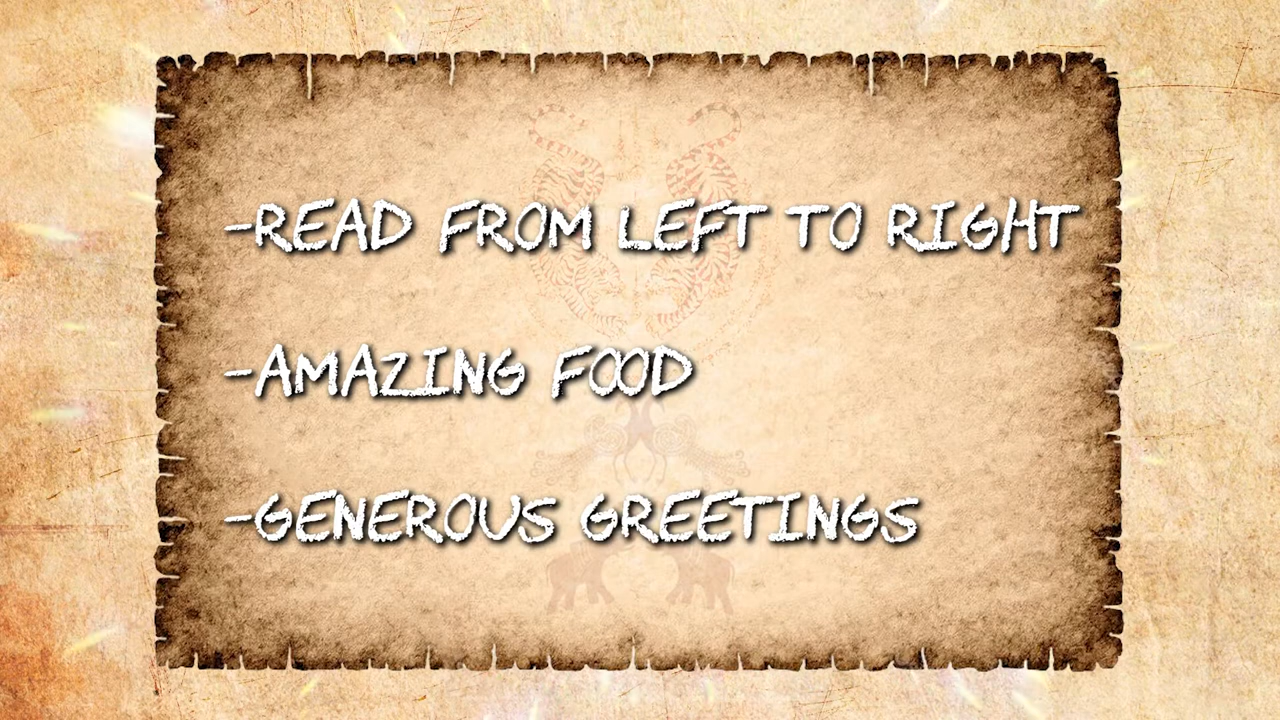 -READ FROM LEFT TO RIGHT
-AMAZING FOOD
-GENEROUS GREETINGS